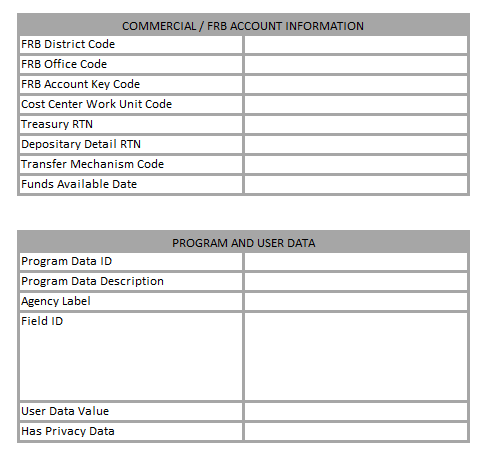 COMMERCIAL / FRB ACCOUNT INFORMATION
FRB District Code
FRB Office Code
FRB Account Key Code
Cost Center Work Unit Code
Treasury RTN
Depositary Detail RTN
Transfer Mechanism Code
Funds Available Date
PROGRAM AND USER DATA
Program Data ID
Program Data Description
Agency Label
Field ID
User Data Value
Has Privacy Data